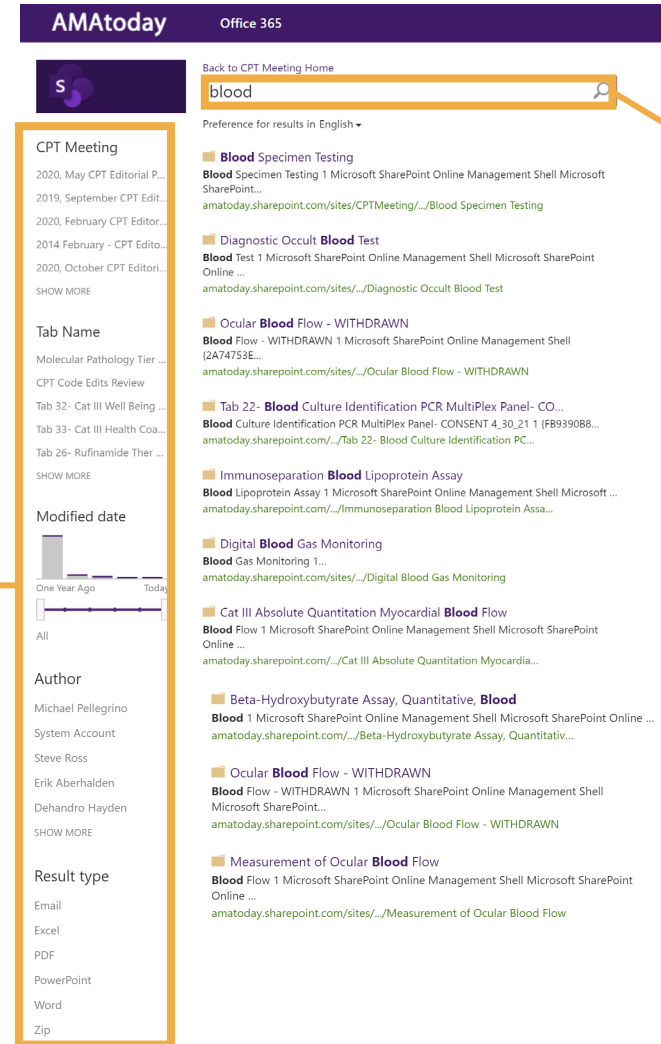 AMAtoday
Office 365
S
Back to CPT Meeting Home
blood
Preference for results in English
CPT Meeting
2020, May CPT Editorial P...
2019, September CPT Edit...
2020, February CPT Editor...
2014 February - CPT Edito...
2020, October CPT Editori...
SHOW MORE
Tab Name
Molecular Pathology Tier ...
CPT Code Edits Review
Tab 32- Cat III Well Being ...
Tab 33- Cat III Health Coa...
Tab 26- Rufinamide Ther ...
SHOW MORE
Modified date
One Year Ago Today
All
Author
Michael Pellegrino
System Account
Steve Ross
Erik Aberhalden
Dehandro Hayden
SHOW MORE
Result type
Email
Excel
PDF
PowerPoint
Word
Zip
Blood Specimen Testing
Blood Specimen Testing 1 Microsoft SharePoint Online Management Shell Microsoft
SharePoint...
amatoday.sharepoint.com/sites/CPTMeeting/.../Blood Specimen Testing
Diagnostic Occult Blood Test
Blood Test 1 Microsoft SharePoint Online Management Shell Microsoft SharePoint
Online ...
amatoday.sharepoint.com/sites/.../Diagnostic Occult Blood Test
Ocular Blood Flow - WITHDRAWN
Blood Flow - WITHDRAWN 1 Microsoft SharePoint Online Management Shell
{2A74753E...
amatoday.sharepoint.com/sites/.../Ocular Blood Flow - WITHDRAWN
Tab 22- Blood Culture Identification PCR MultiPlex Panel- CO...
Blood Culture Identification PCR MultiPlex Panel- CONSENT 4_30_21 1 {FB9390B8...
amatoday.sharepoint.com/.../Tab 22- Blood Culture Identification PC...
Immunoseparation Blood Lipoprotein Assay
Blood Lipoprotein Assay 1 Microsoft SharePoint Online Management Shell Microsoft ...
amatoday.sharepoint.com/.../Immunoseparation Blood Lipoprotein Assa...
Digital Blood Gas Monitoring
Blood Gas Monitoring 1...
amatoday.sharepoint.com/sites/.../Digital Blood Gas Monitoring
Cat III Absolute Quantitation Myocardial Blood Flow
Blood Flow 1 Microsoft SharePoint Online Management Shell Microsoft SharePoint
Online ...
amatoday.sharepoint.com/.../Cat III Absolute Quantitation Myocardia...
Beta-Hydroxybutyrate Assay, Quantitative, Blood
Blood 1 Microsoft SharePoint Online Management Shell Microsoft SharePoint Online ...
amatoday.sharepoint.com/.../Beta-Hydroxybutyrate Assay, Quantitativ...
Ocular Blood Flow - WITHDRAWN
Blood Flow - WITHDRAWN 1 Microsoft SharePoint Online Management Shell
Microsoft SharePoint...
amatoday.sharepoint.com/sites/.../Ocular Blood Flow - WITHDRAWN
Measurement of Ocular Blood Flow
Blood Flow 1 Microsoft SharePoint Online Management Shell Microsoft SharePoint
Online ...
amatoday.sharepoint.com/sites/.../Measurement of Ocular Blood Flow